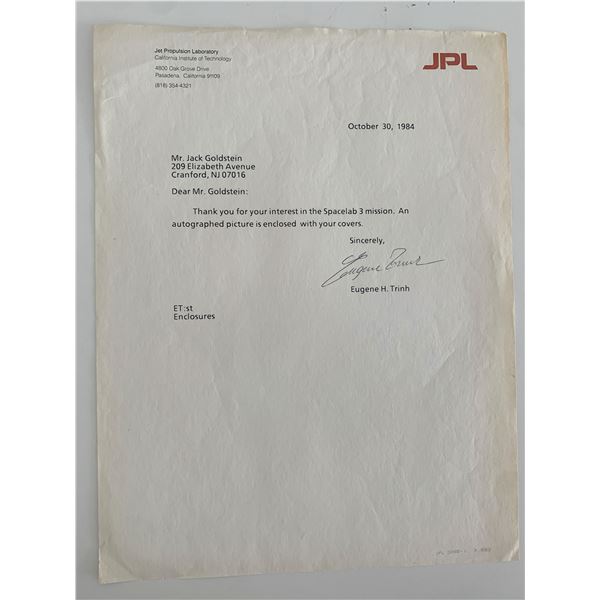 Jet Propulsion Laboratory
California Institute of Technology
4800 Oak Grove Drive
Pasadena, California 91109
(818) 354-4321
JPL
October 30, 1984
Mr. Jack Goldstein
209 Elizabeth Avenue
Cranford, NJ 07016
Dear Mr. Goldstein:
Thank you for your interest in the Spacelab 3 mission. An
autographed picture is enclosed with your covers.
Sincerely,
Eugene Trinh
Eugene H. Trinh
ET:st
Enclosures